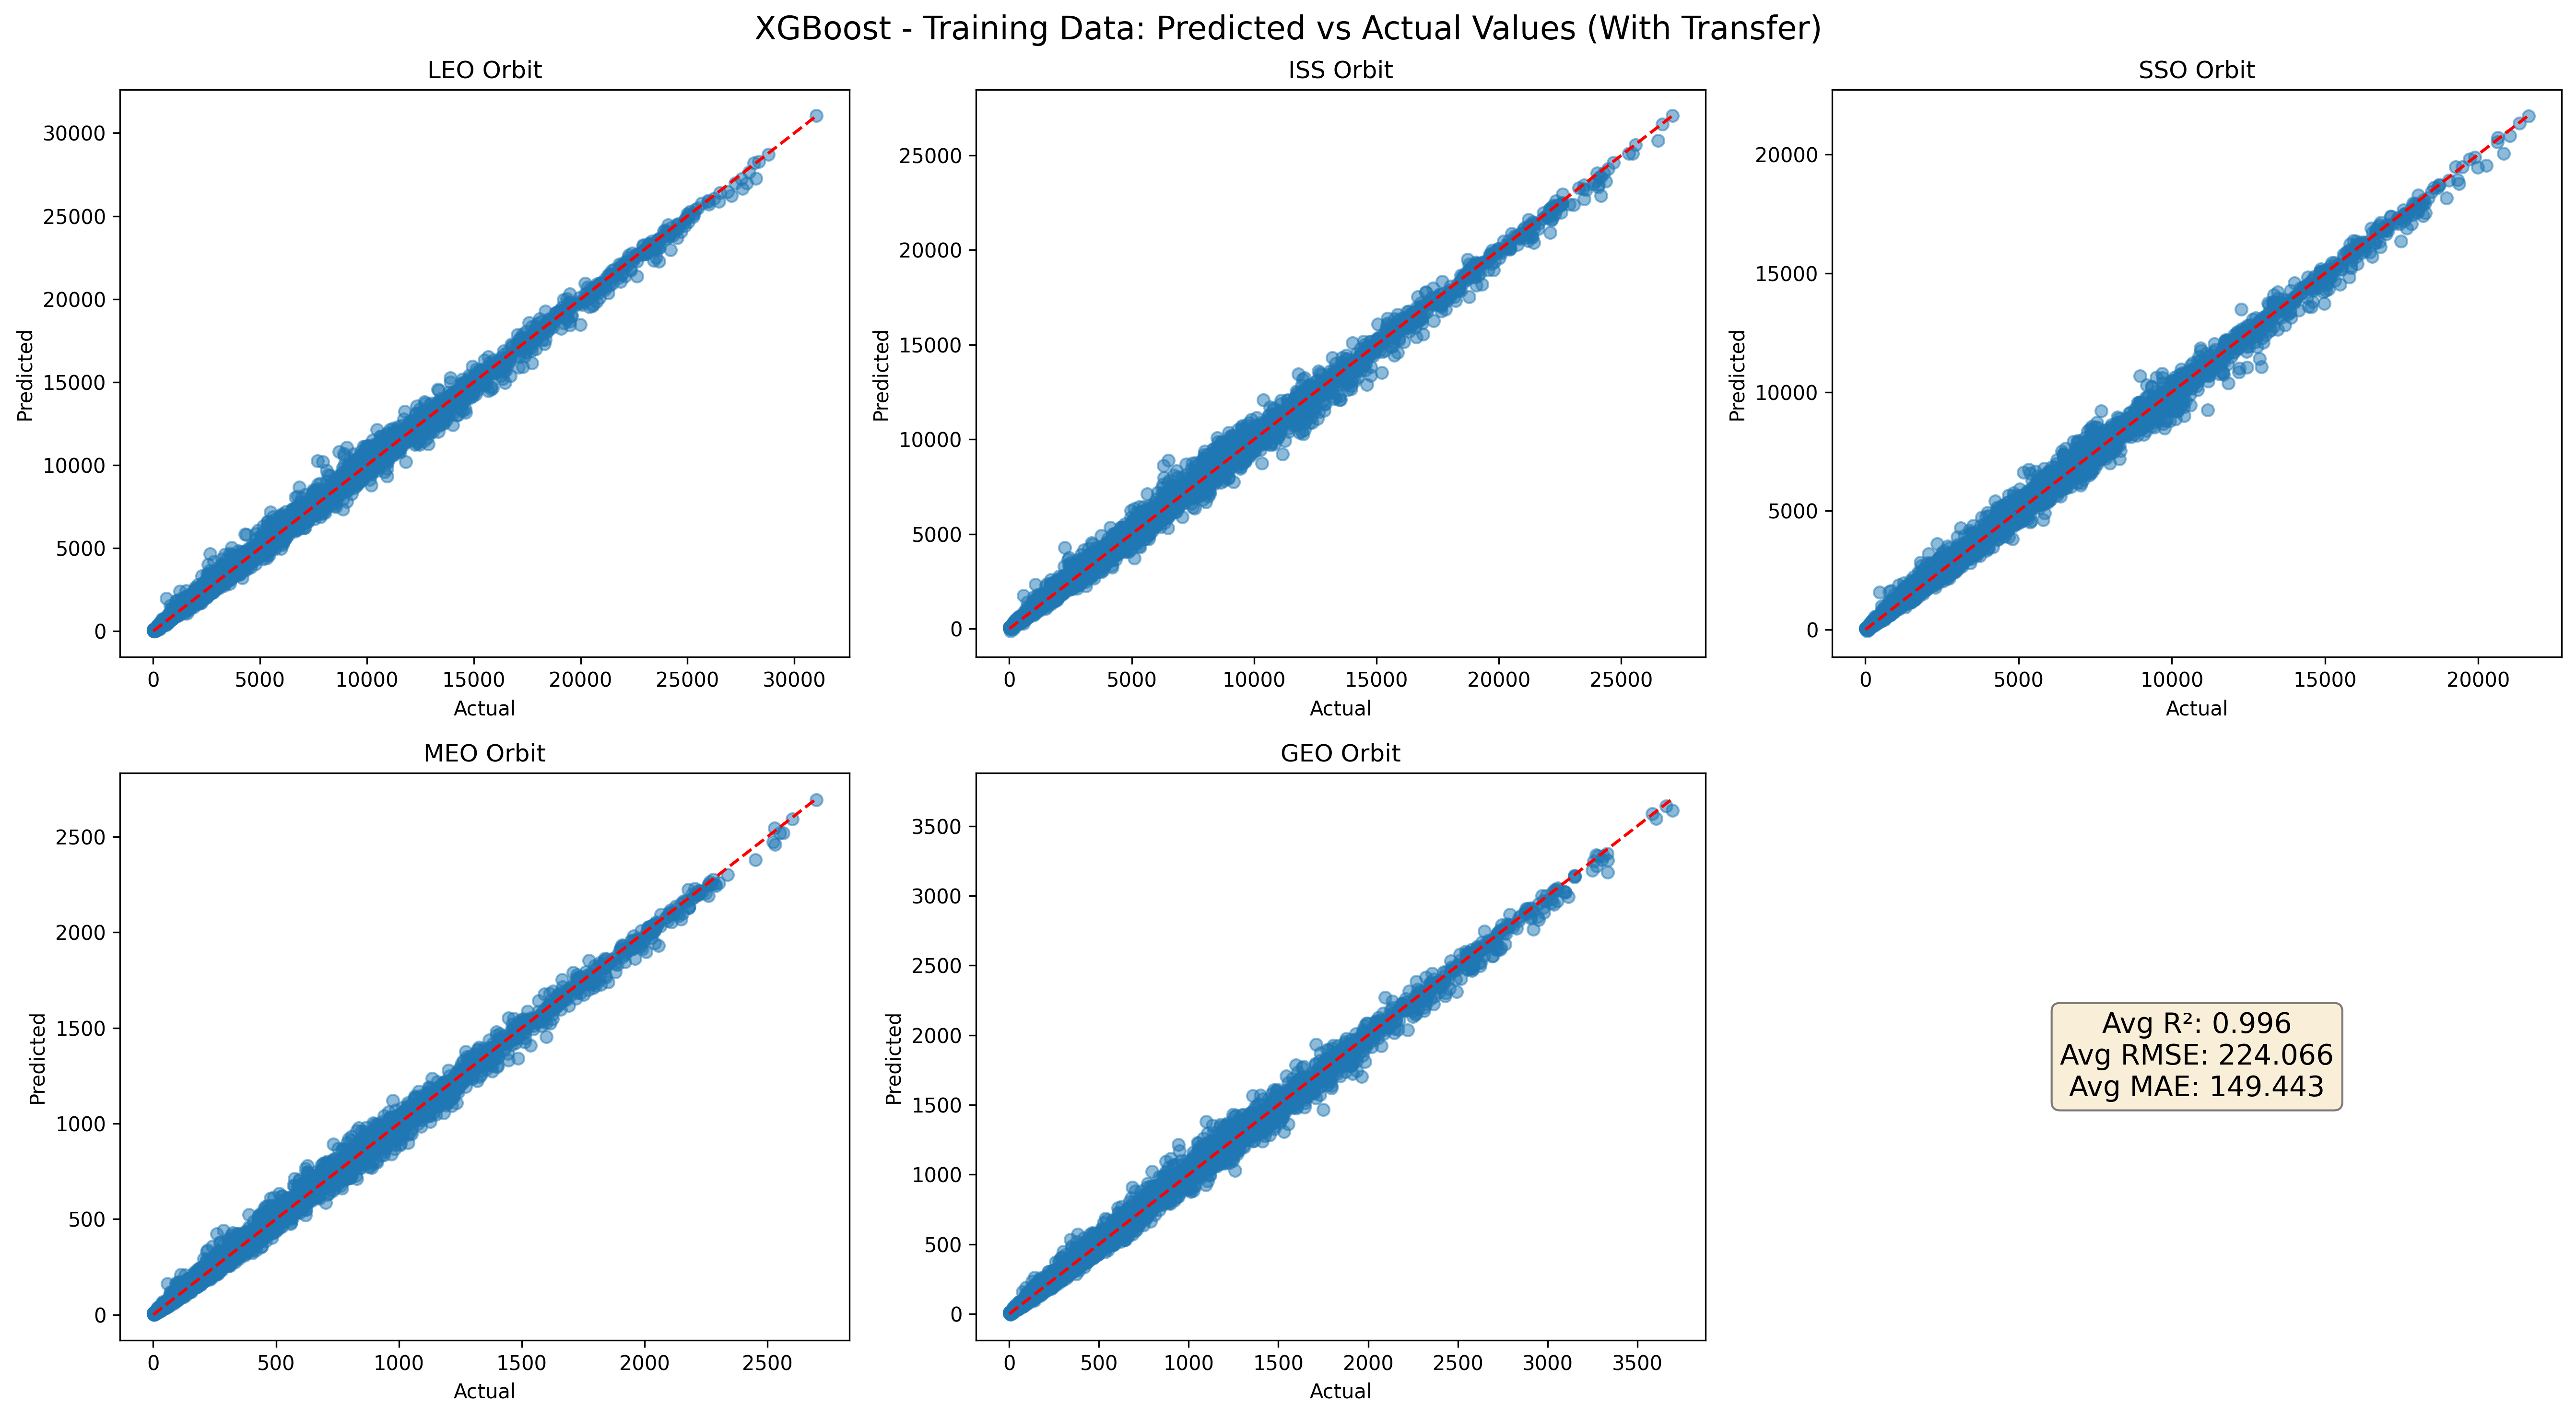 XGBoost - Training Data: Predicted vs Actual Values (With Transfer)
LEO Orbit
30000
25000
20000
15000
10000
5000
0
Predicted
0 5000 10000 15000 20000 25000 30000
Actual
ISS Orbit
25000
20000
15000
10000
5000
0
Predicted
0 5000 10000 15000 20000 25000
Actual
SSO Orbit
20000
15000
10000
5000
0
Predicted
0 5000 10000 15000 20000
Actual
MEO Orbit
2500
2000
1500
1000
500
0
Predicted
0 500 1000 1500 2000 2500
Actual
GEO Orbit
3500
3000
2500
2000
1500
1000
500
0
Predicted
0 500 1000 1500 2000 2500 3000 3500
Actual
Avg R²: 0.996
Avg RMSE: 224.066
Avg MAE: 149.443